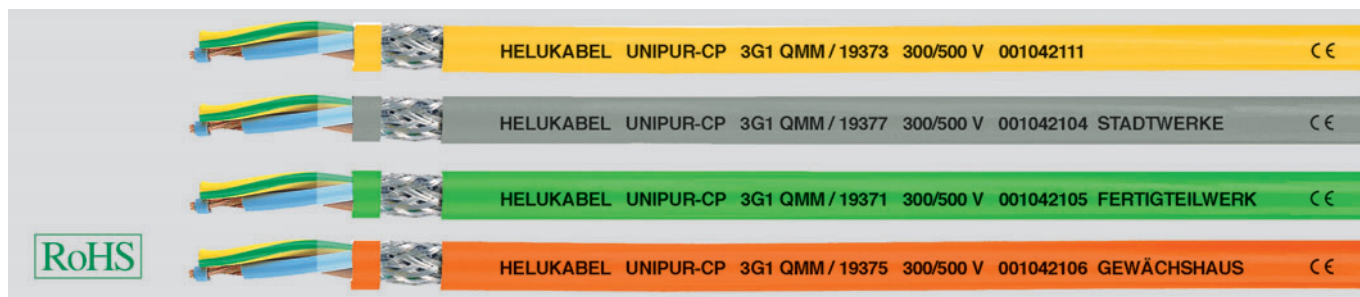 HELUKABEL UNIPUR-CP 3G1 QMM / 19373 300/500 V 001042111 CE
HELUKABEL UNIPUR-CP 3G1 QMM / 19377 300/500 V 001042104 STADTWERKE CE
HELUKABEL UNIPUR-CP 3G1 QMM / 19371 300/500 V 001042105 FERTIGTEILWERK CE
RoHS
HELUKABEL UNIPUR-CP 3G1 QMM / 19375 300/500 V 001042106 GEWÄCHSHAUS CE